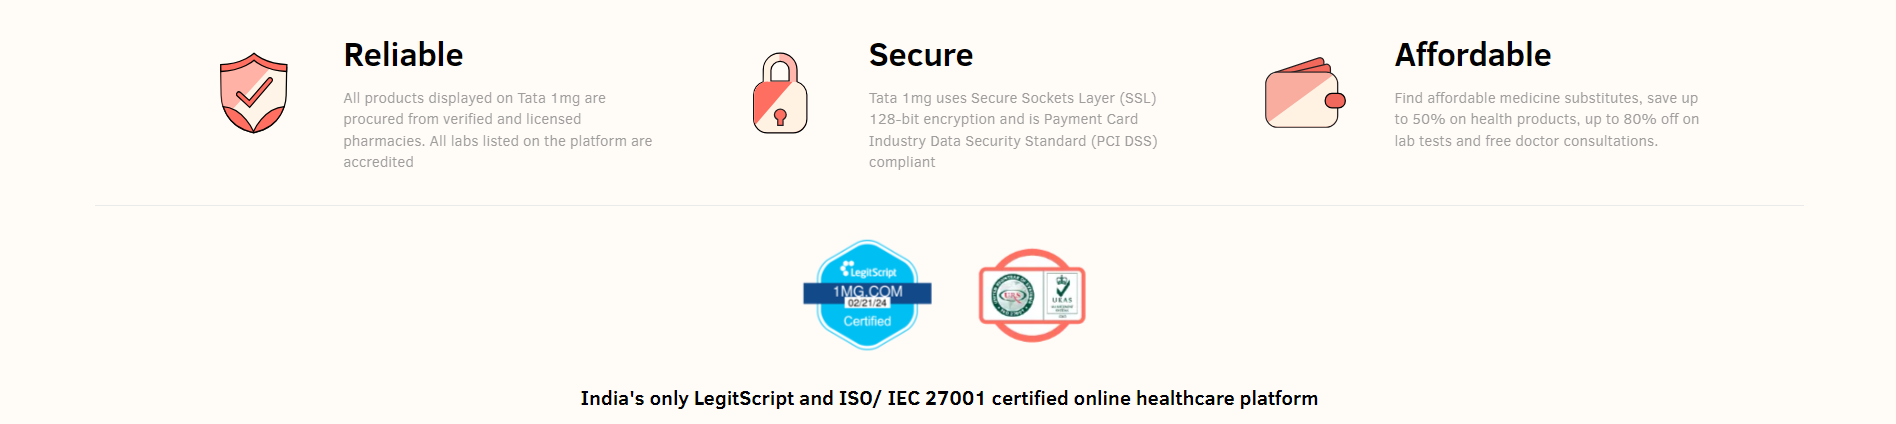 Reliable
All products displayed on Tata 1mg are
procured from verified and licensed
pharmacies. All labs listed on the platform are
accredited
Secure
Tata 1mg uses Secure Sockets Layer (SSL)
128-bit encryption and is Payment Card
Industry Data Security Standard (PCI DSS)
compliant
Affordable
Find affordable medicine substitutes, save up
to 50% on health products, up to 80% off on
lab tests and free doctor consultations.
LegitScript
1MG.COM
02/21/24
Certified
URS
UKAS
India's only LegitScript and ISO/ IEC 27001 certified online healthcare platform